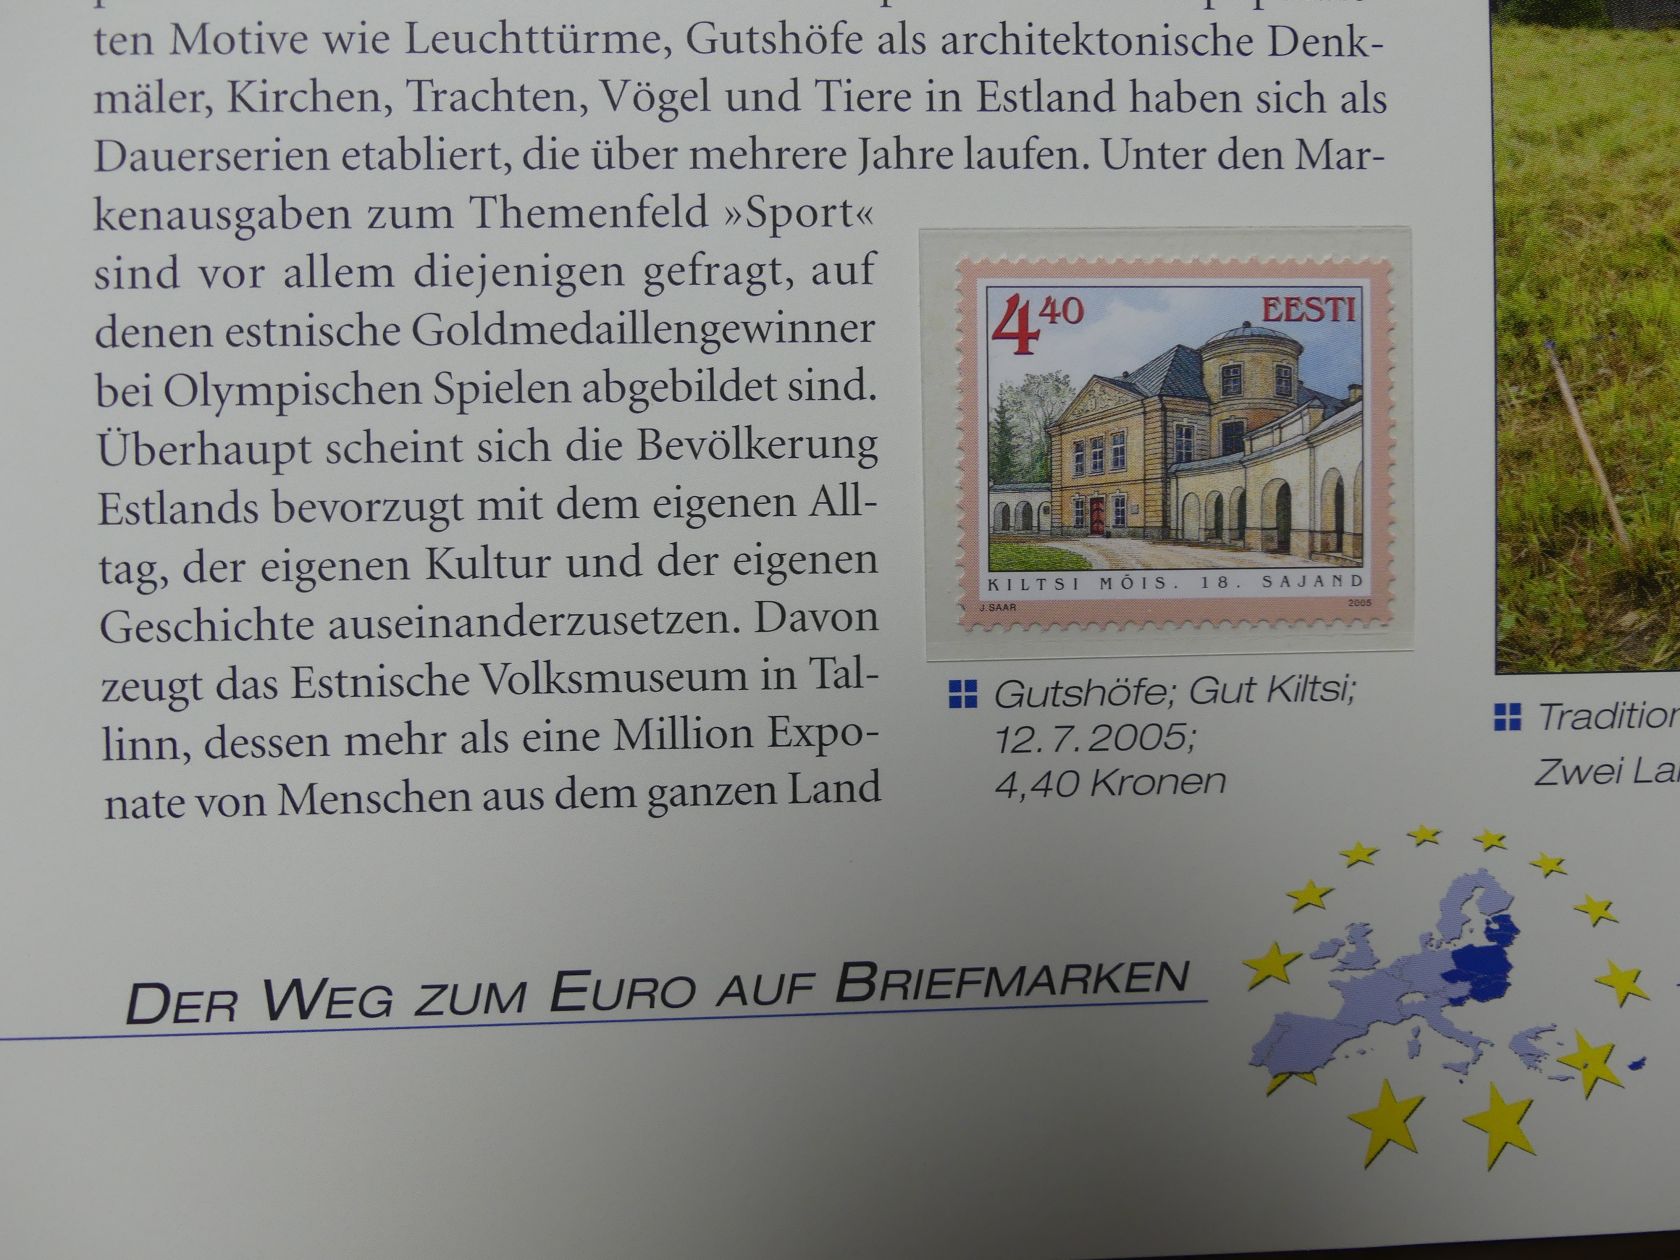 ten Motive wie Leuchttürme, Gutshöfe als architektonische Denk-
mäler, Kirchen, Trachten, Vögel und Tiere in Estland haben sich als
Dauerserien etabliert, die über mehrere Jahre laufen. Unter den Mar-
kenausgaben zum Themenfeld »Sport«
sind vor allem diejenigen gefragt, auf
denen estnische Goldmedaillengewinner
bei Olympischen Spielen abgebildet sind.
Überhaupt scheint sich die Bevölkerung
Estlands bevorzugt mit dem eigenen All-
tag, der eigenen Kultur und der eigenen
Geschichte auseinanderzusetzen. Davon
zeugt das Estnische Volksmuseum in Tal-
linn, dessen mehr als eine Million Expo-
nate von Menschen aus dem ganzen Land
4 40 EESTI
KILTSI MÕIS. 18. SAJAND
J. SAAR 2005
Gutshöfe; Gut Kiltsi;
12. 7. 2005;
4,40 Kronen
Tradition
Zwei La
DER WEG ZUM EURO AUF BRIEFMARKEN